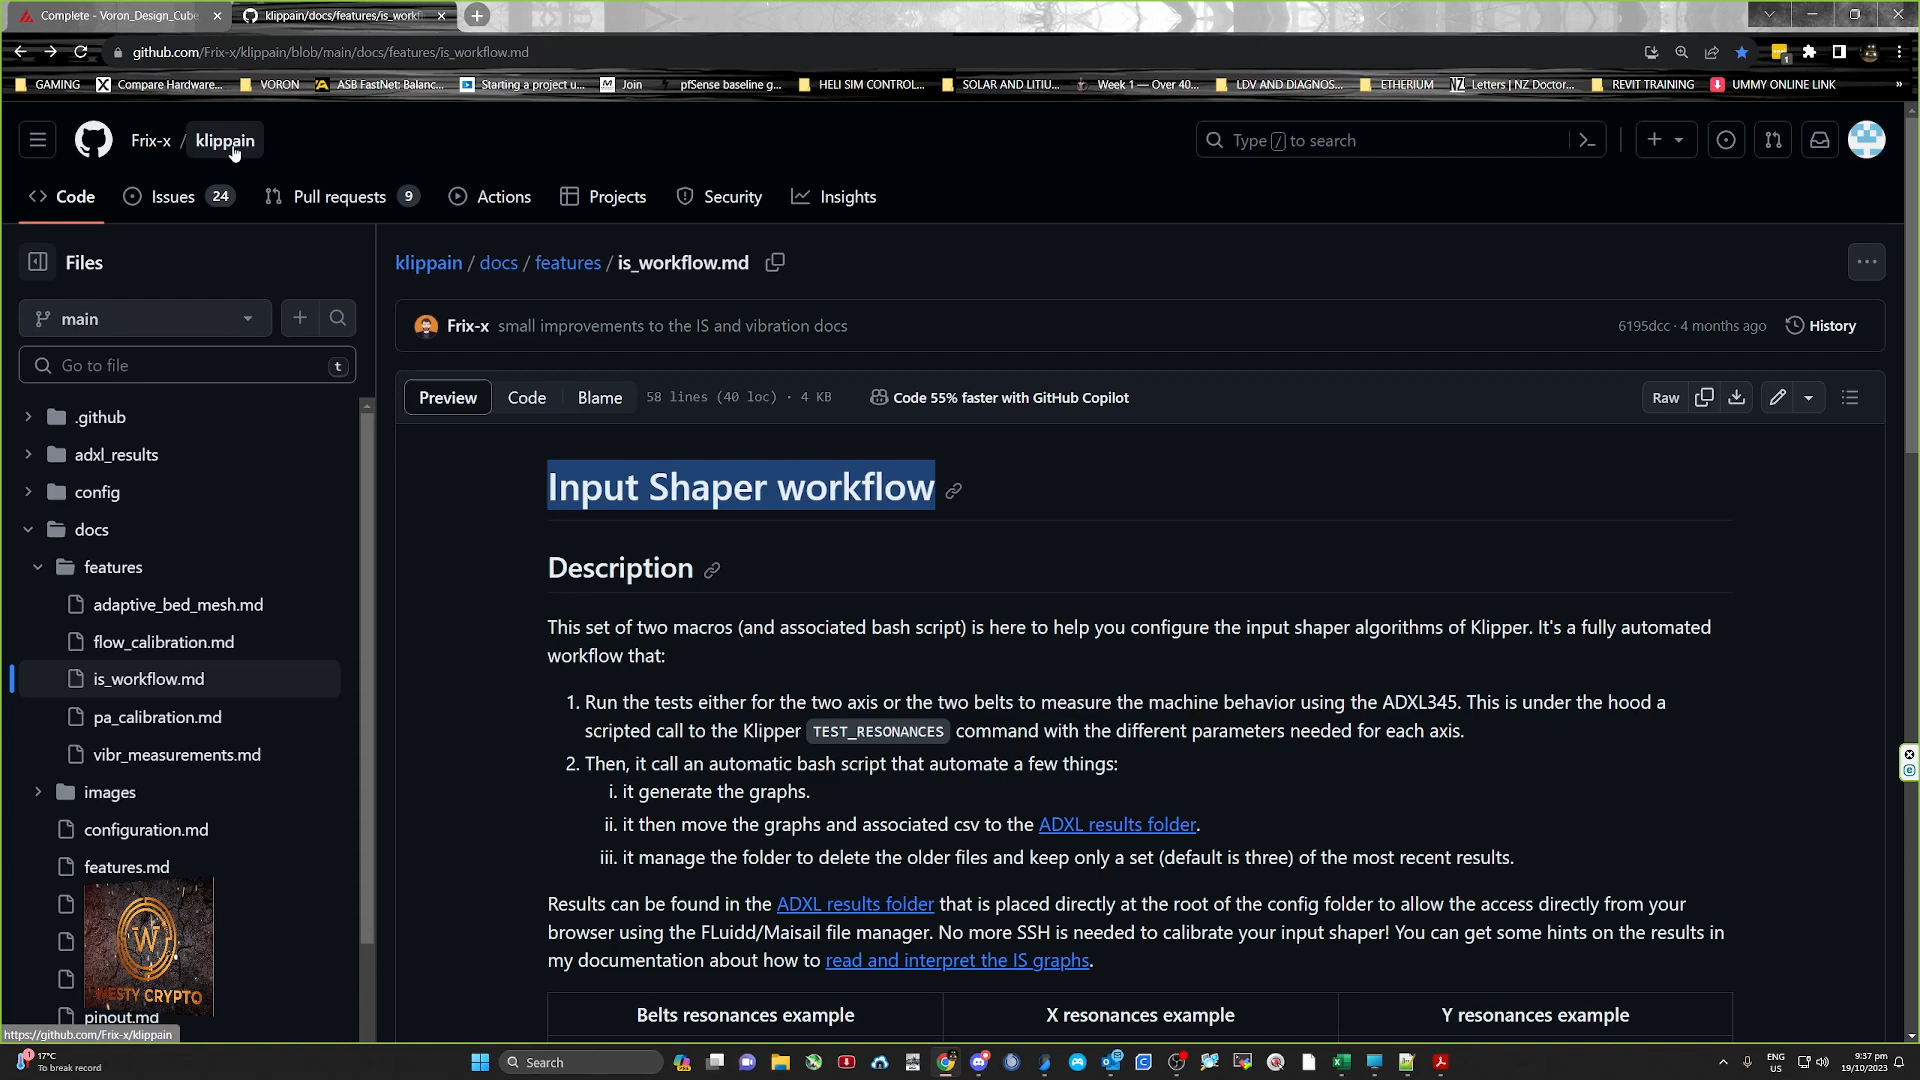 Complete - Voron_Design_Cube
klippain/docs/features/is_workfl
github.com/Frix-x/klippain/blob/main/docs/features/is_workflow.md
GAMING
Compare Hardware...
VORON
ASB FastNet: Balanc...
Starting a project u...
Join
pfSense baseline g...
HELI SIM CONTROL...
SOLAR AND LITIU...
Week 1 — Over 40...
LDV AND DIAGNOS...
ETHERIUM
Letters | NZ Doctor...
REVIT TRAINING
UMMY ONLINE LINK
»
Frix-x / klippain
Type / to search
Code
Issues 24
Pull requests 9
Actions
Projects
Security
Insights
Files
main
Go to file
t
.github
adxl_results
config
docs
features
adaptive_bed_mesh.md
flow_calibration.md
is_workflow.md
pa_calibration.md
vibr_measurements.md
images
configuration.md
features.md
pinout.md
WESTY CRYPTO
https://github.com/Frix-x/klippain
klippain / docs / features / is_workflow.md
Frix-x small improvements to the IS and vibration docs
6195dcc · 4 months ago
History
Preview
Code
Blame
58 lines (40 loc) · 4 KB
Code 55% faster with GitHub Copilot
Raw
Input Shaper workflow
Description
This set of two macros (and associated bash script) is here to help you configure the input shaper algorithms of Klipper. It's a fully automated
workflow that:
1. Run the tests either for the two axis or the two belts to measure the machine behavior using the ADXL345. This is under the hood a
scripted call to the Klipper TEST_RESONANCES command with the different parameters needed for each axis.
2. Then, it call an automatic bash script that automate a few things:
i. it generate the graphs.
ii. it then move the graphs and associated csv to the ADXL results folder.
iii. it manage the folder to delete the older files and keep only a set (default is three) of the most recent results.
Results can be found in the ADXL results folder that is placed directly at the root of the config folder to allow the access directly from your
browser using the FLuidd/Maisail file manager. No more SSH is needed to calibrate your input shaper! You can get some hints on the results in
my documentation about how to read and interpret the IS graphs.
Belts resonances example
X resonances example
Y resonances example
17°C
To break record
Search
ENG
US
9:37 pm
19/10/2023